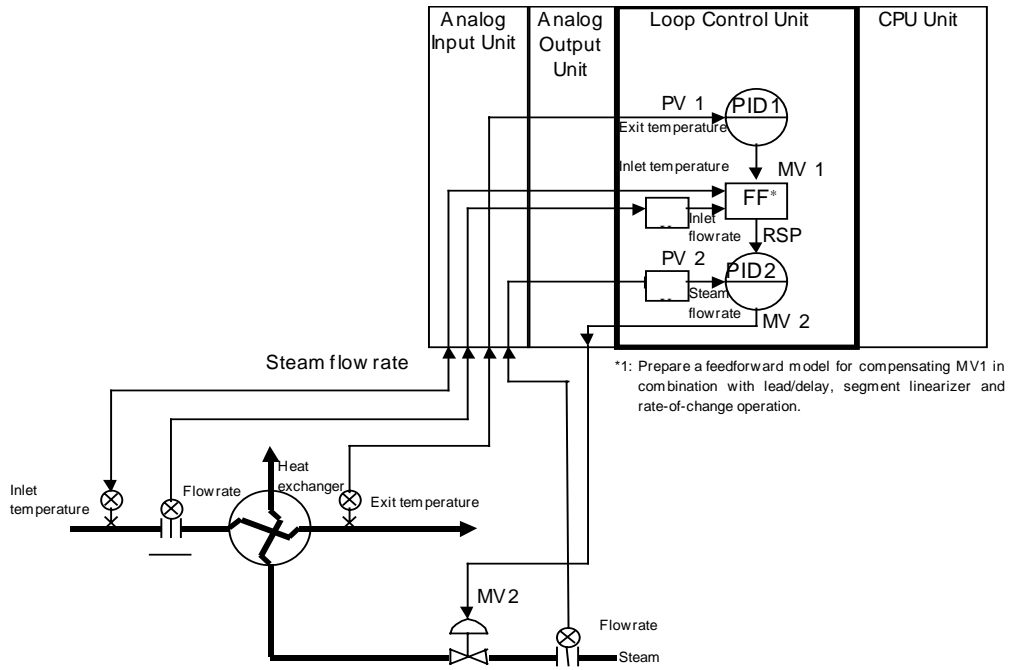 Analog
Input Unit
Analog
Output
Unit
Loop Control Unit
CPU Unit
PV 1
PID1
Exit temperature
Inlet temperature
MV 1
FF*
Inlet
flowrate
RSP
PV 2
PID2
Steam
flowrate
MV 2
Steam flow rate
*1: Prepare a feedforward model for compensating MV1 in
combination with lead/delay, segment linearizer and
rate-of-change operation.
Inlet
temperature
Flowrate
Heat
exchanger
Exit temperature
MV2
Flowrate
Steam